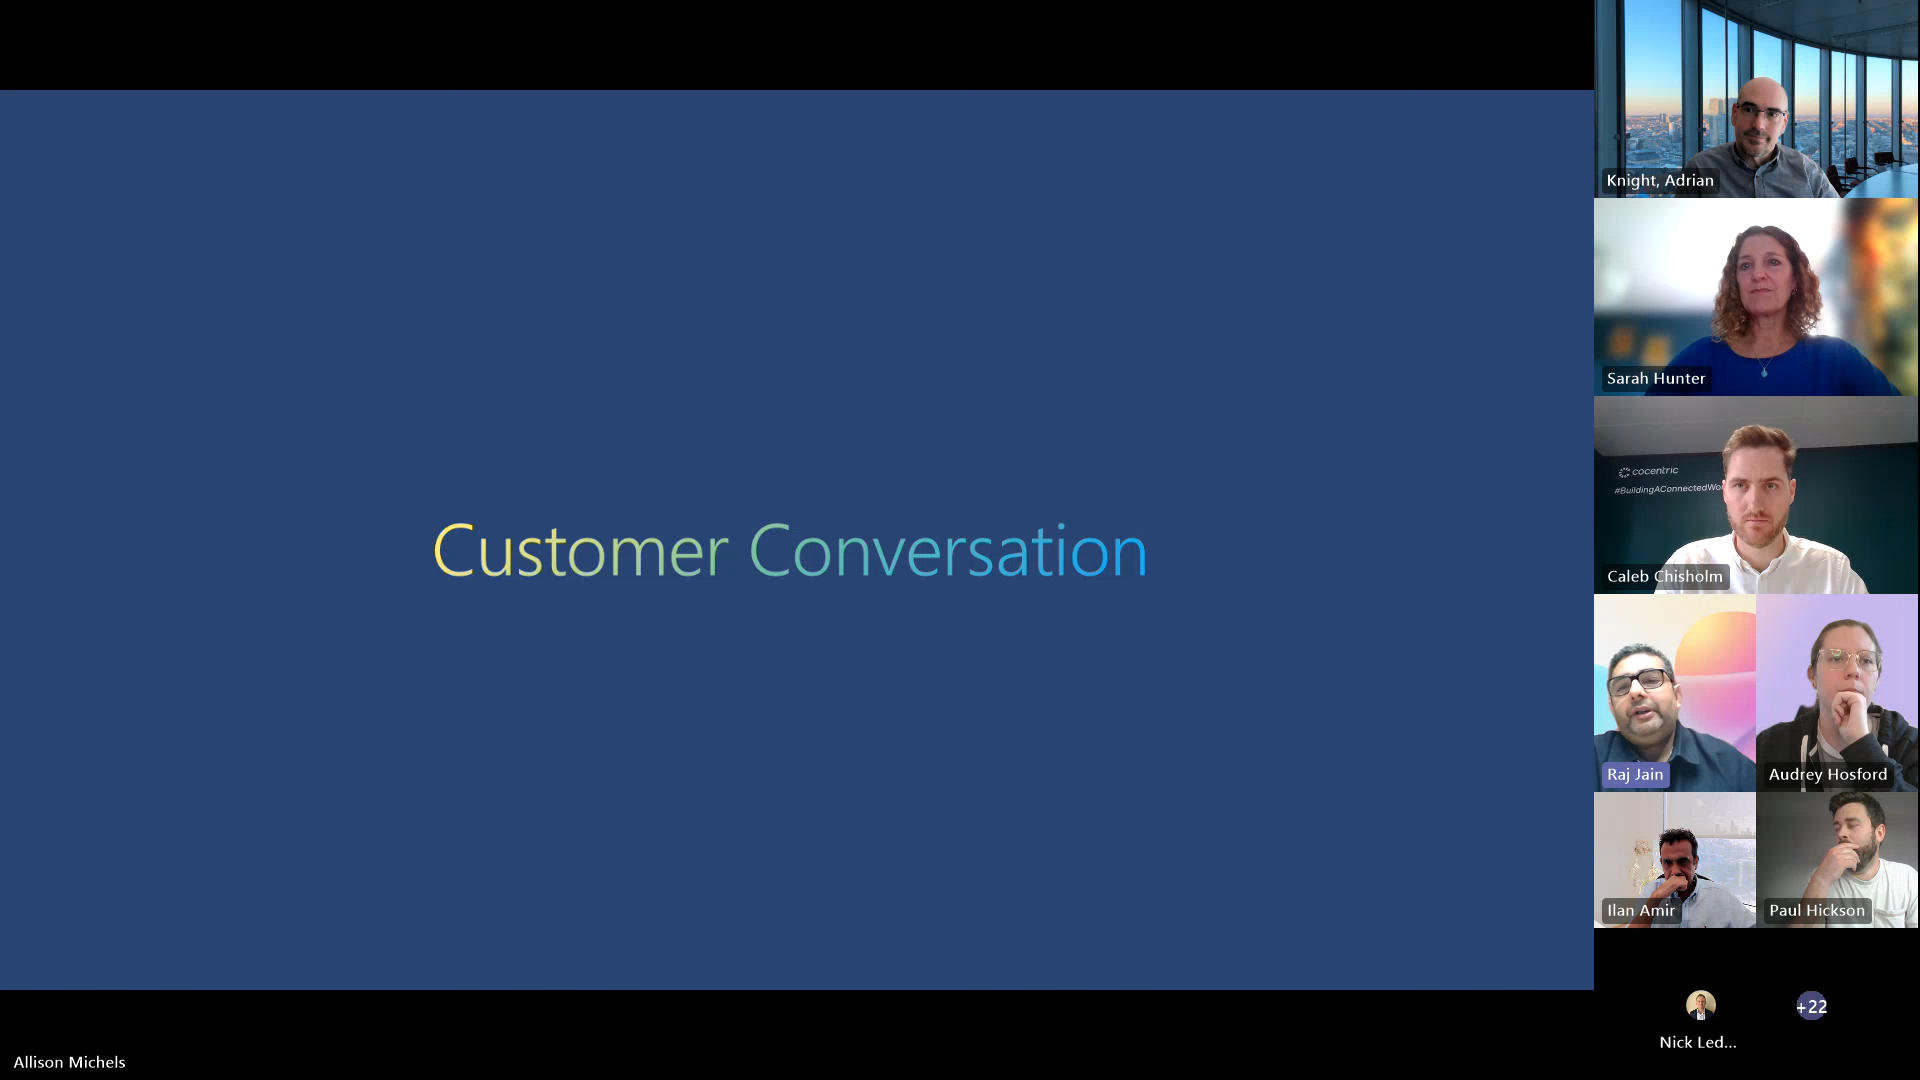 Customer Conversation
Knight, Adrian
Sarah Hunter
cocentric
#BuildingAConnectedWo
Caleb Chisholm
Raj Jain
Audrey Hosford
Ilan Amir
Paul Hickson
+22
Nick Led...
Allison Michels